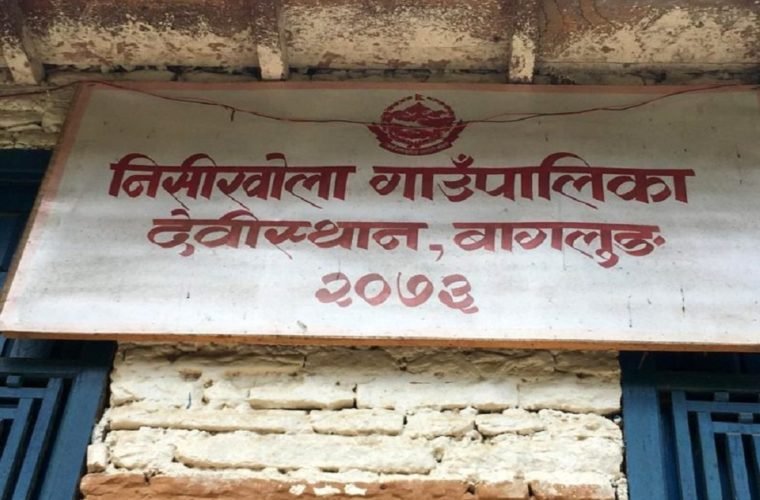 निसीखोला गाउँपालिका
देवीस्थान, बागलुङ
२०७३